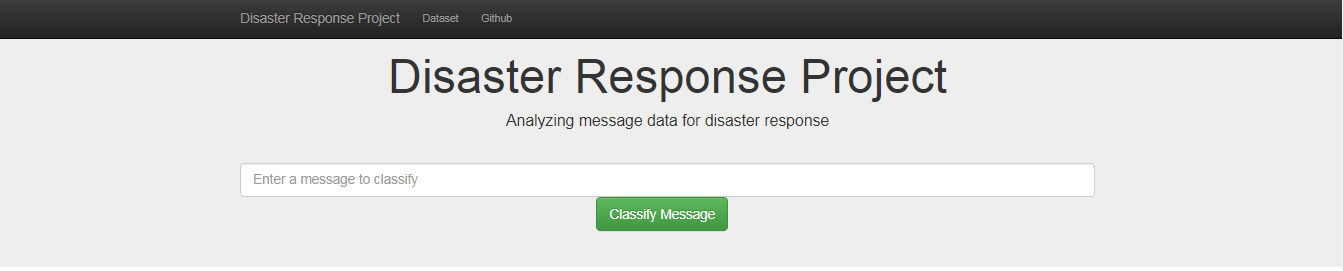 Disaster Response Project Dataset Github
Disaster Response Project
Analyzing message data for disaster response
Enter a message to classify
Classify Message